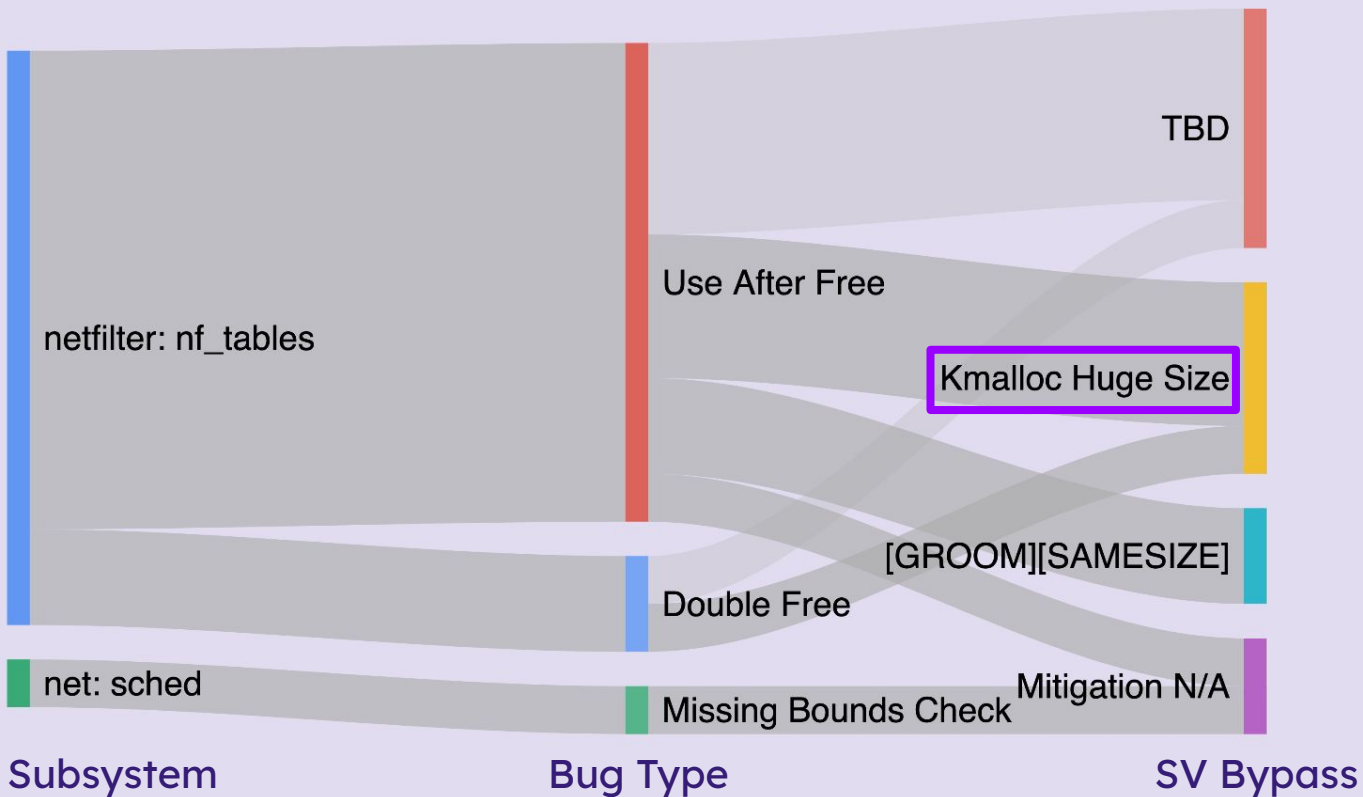 netfilter: nf_tables
net: sched
Use After Free
Double Free
Missing Bounds Check
TBD
Kmalloc Huge Size
[GROOM][SAMESIZE]
Mitigation N/A
Subsystem
Bug Type
SV Bypass